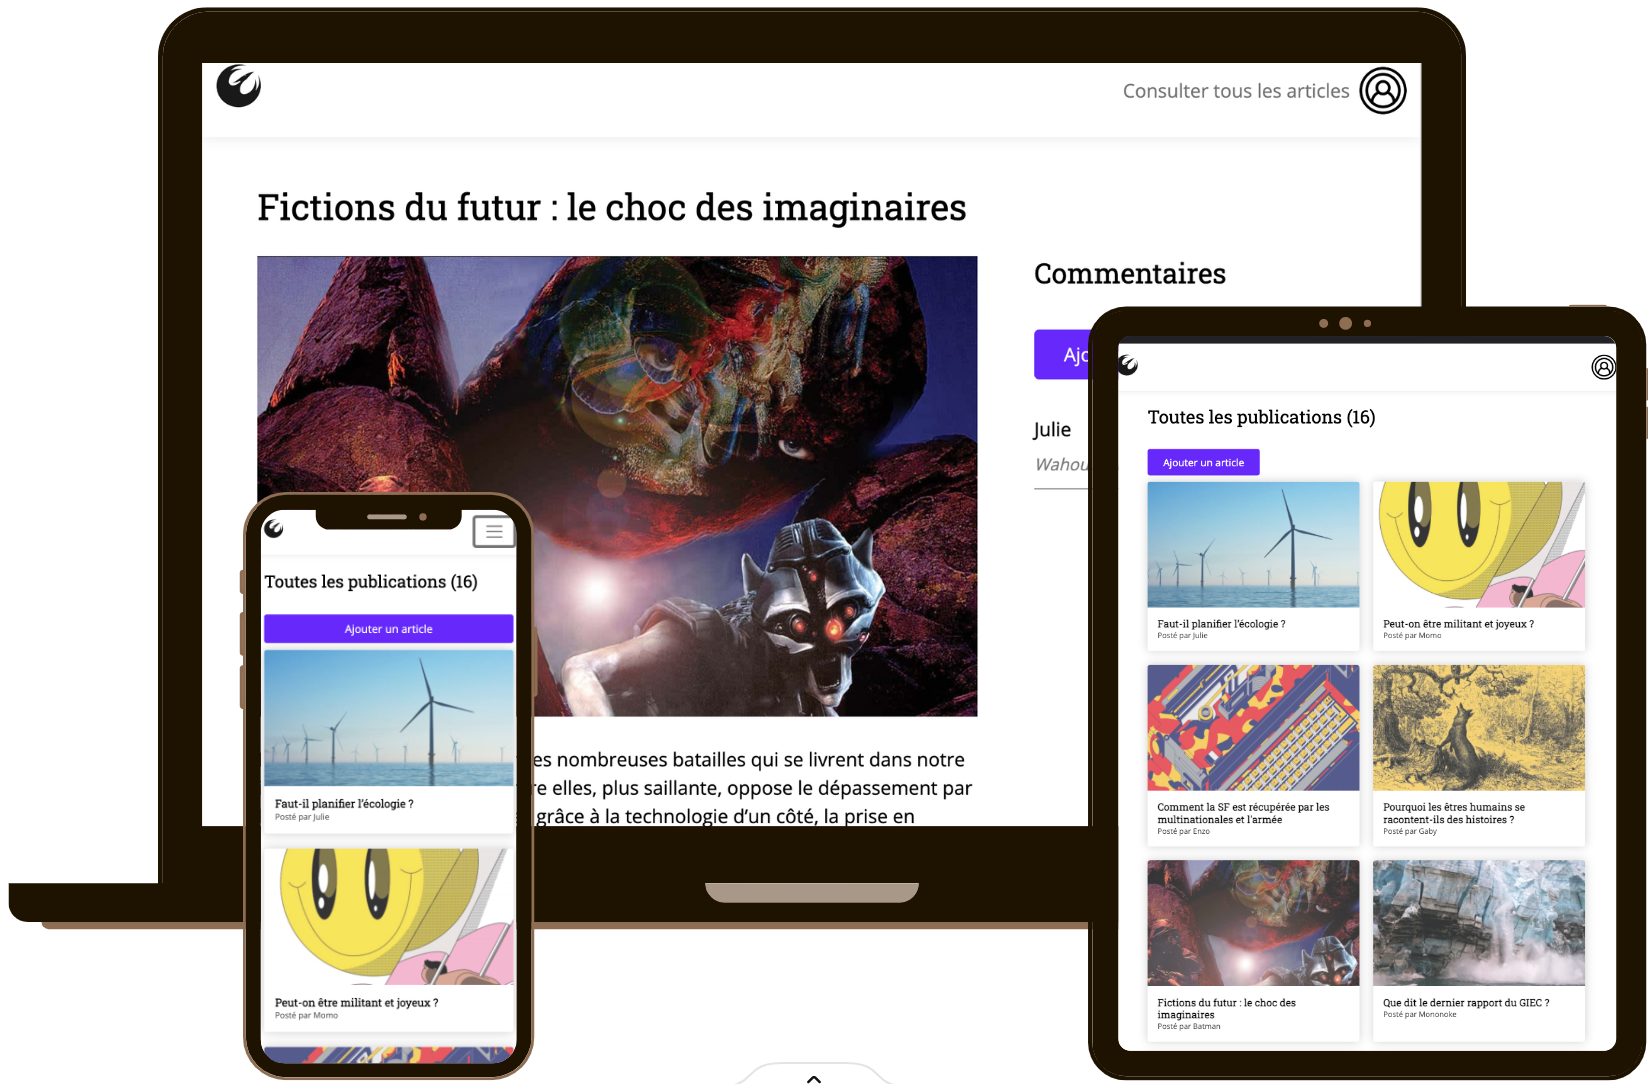 Consulter tous les articles
Fictions du futur : le choc des imaginaires
Commentaires
Julie
es nombreuses batailles qui se livrent dans notre
re elles, plus saillante, oppose le dépassement par
grâce à la technologie d'un côté, la prise en
Toutes les publications (16)
Ajouter un article
Faut-il planifier l'écologie ?
Posté par Julie
Peut-on être militant et joyeux ?
Posté par Momo
Toutes les publications (16)
Ajouter un article
Faut-il planifier l'écologie ?
Posté par Julie
Peut-on être militant et joyeux ?
Posté par Momo
Comment la SF est récupérée par les
multinationales et l'armée
Posté par Enzo
Pourquoi les êtres humains se
racontent-ils des histoires ?
Posté par Gaby
Fictions du futur : le choc des
imaginaires
Posté par Batman
Que dit le dernier rapport du GIEC ?
Posté par Mononoke